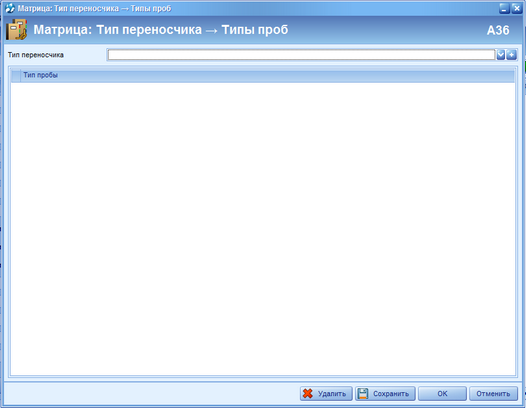 Матрица: Тип переносчика → Типы проб
Матрица: Тип переносчика → Типы проб A36
Тип переносчика
Тип пробы
Удалить Сохранить OK Отменить